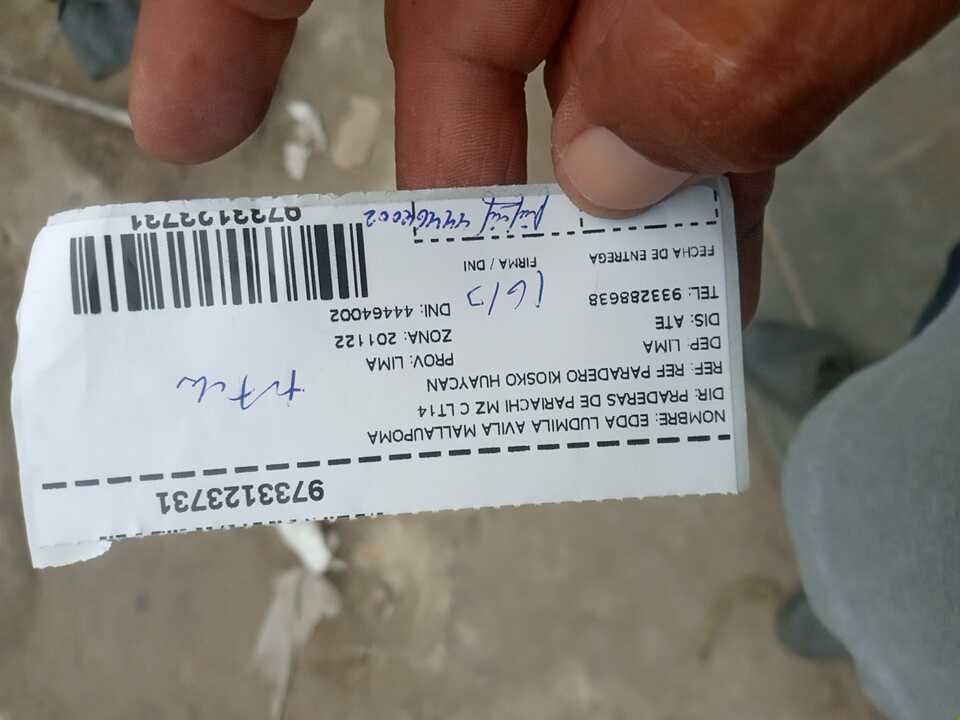 9733123731
NOMBRE: EDDA LUDMILA AVILA MALLAUPOMA
DIR: PRADERAS DE PARIACHI MZ C LT14
REF: REF PARADERO KIOSKO HUAYCAN
DEP: LIMA PROV: LIMA
DIS: ATE ZONA: 201122
TEL: 933288638 DNI: 44464002
FECHA DE ENTREGA FIRMA / DNI
44464002
9733123731